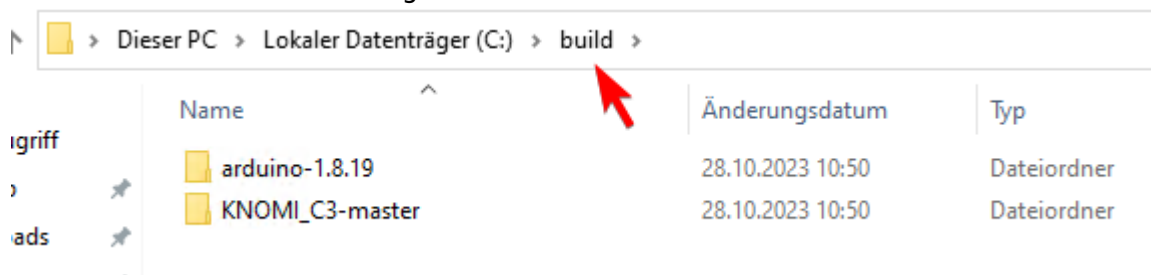 Dieser PC > Lokaler Datenträger (C:) > build >
Name Änderungsdatum Typ
arduino-1.8.19 28.10.2023 10:50 Dateiordner
KNOMI_C3-master 28.10.2023 10:50 Dateiordner